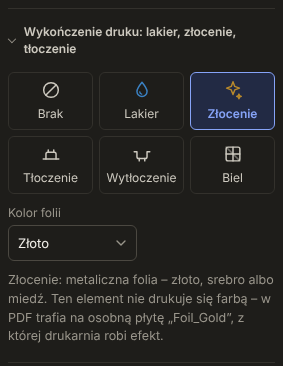 Wykończenie druku: lakier, złocenie,
tłoczenie
Brak
Lakier
Złocenie
Tłoczenie
Wytłoczenie
Biel
Kolor folii
Złoto
Złocenie: metaliczna folia – złoto, srebro albo
miedź. Ten element nie drukuje się farbą – w
PDF trafia na osobną płytę „Foil_Gold”, z
której drukarnia robi efekt.